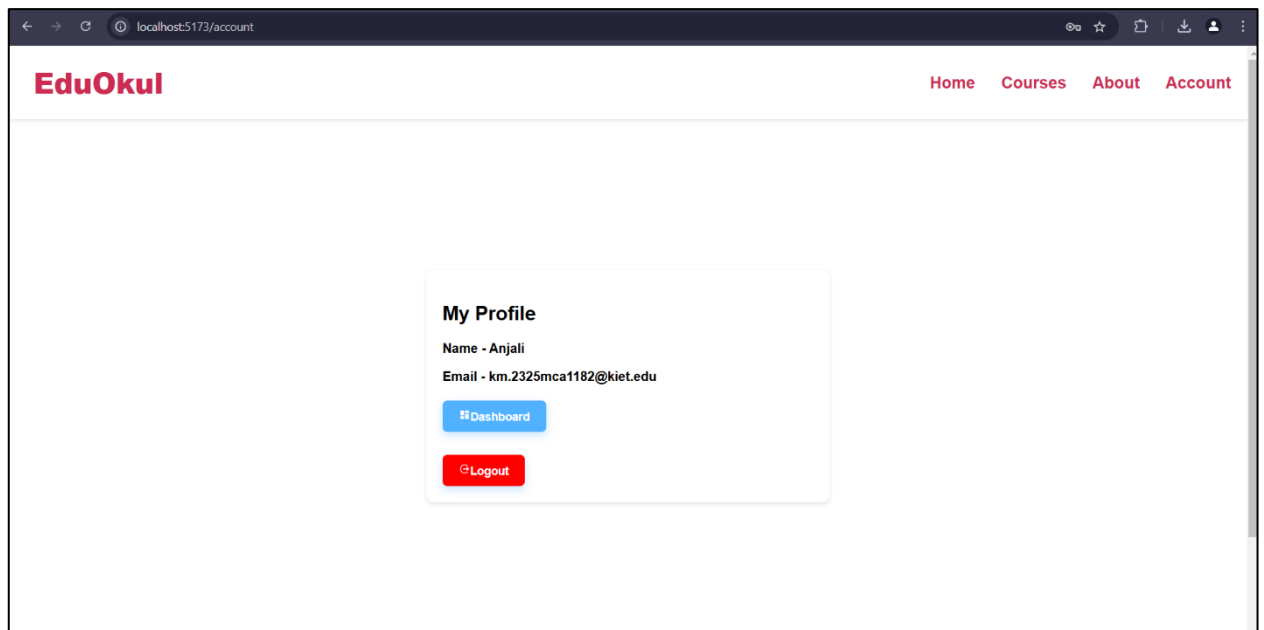 localhost:5173/account
EduOkul
Home Courses About Account
My Profile
Name - Anjali
Email - km.2325mca1182@kiet.edu
Dashboard
Logout